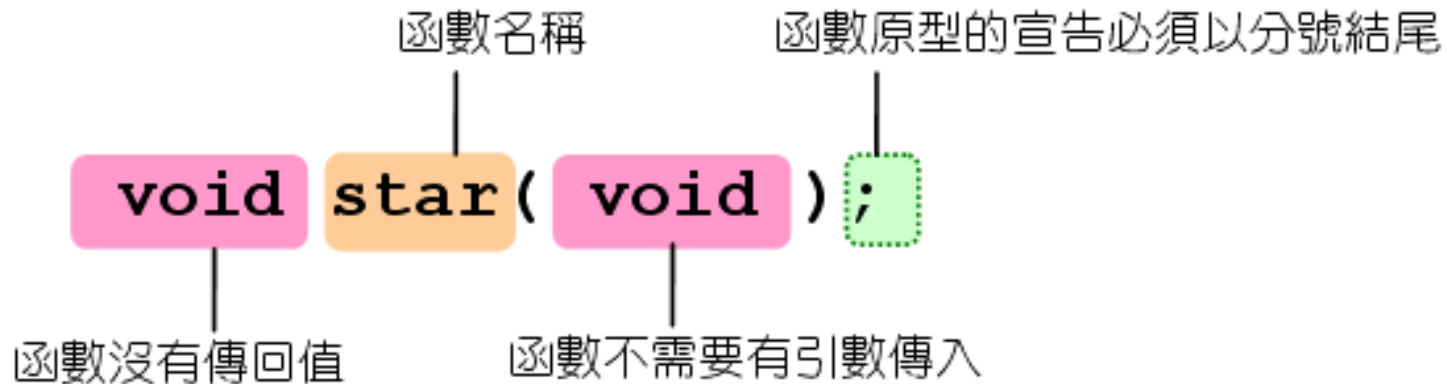 函數名稱
函數原型的宣告必須以分號結尾
void star( void );
函數沒有傳回值
函數不需要有引數傳入